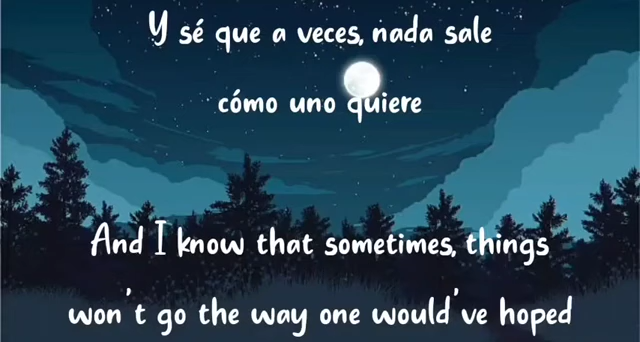 Y sé que a veces, nada sale
cómo uno quiere
And I know that sometimes, things
won't go the way one would've hoped